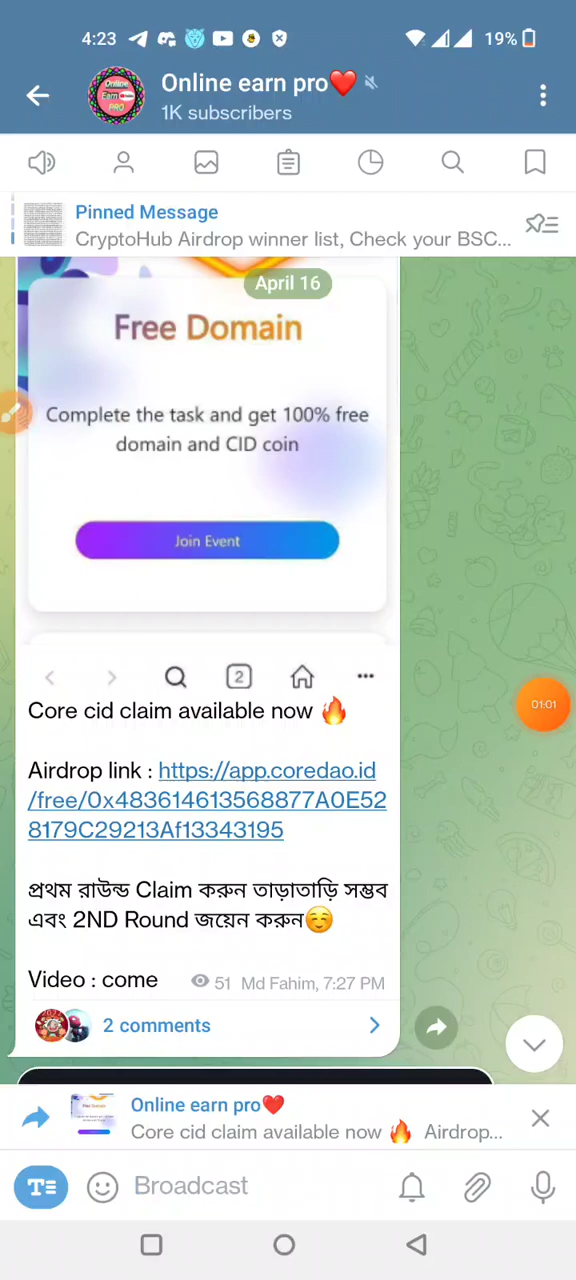 4:23
19%
Online earn pro❤️
1K subscribers
Pinned Message
CryptoHub Airdrop winner list, Check your BSC...
April 16
Free Domain
Complete the task and get 100% free
domain and CID coin
Join Event
2
Core cid claim available now 🔥
01:01
Airdrop link : https://app.coredao.id
/free/0x483614613568877A0E52
8179C29213Af13343195
প্রথম রাউন্ড Claim করুন তাড়াতাড়ি সম্ভব
এবং 2ND Round জয়েন করুন☺️
Video : come 51 Md Fahim, 7:27 PM
2 comments
Online earn pro❤️
Core cid claim available now 🔥 Airdrop...
Broadcast